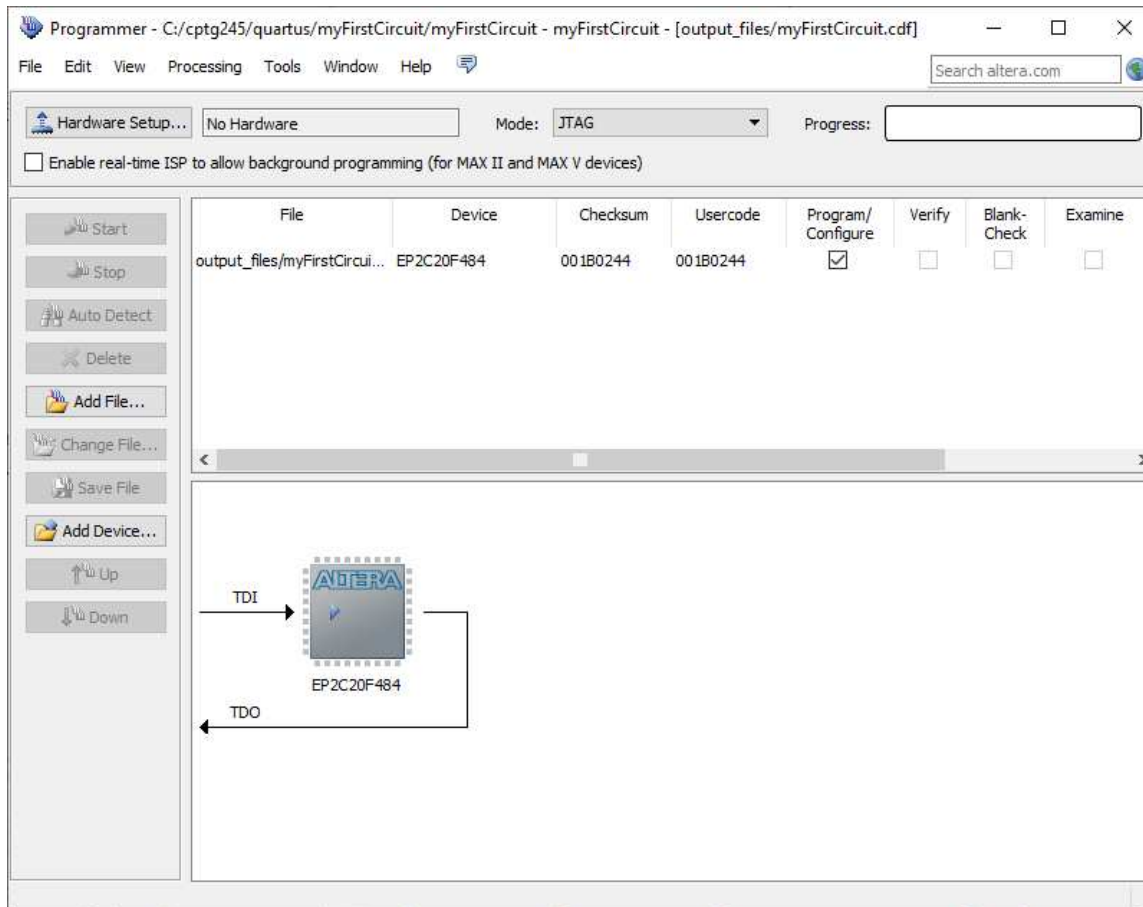 Programmer - C:/cptg245/quartus/myFirstCircuit/myFirstCircuit - myFirstCircuit - [output_files/myFirstCircuit.cdf]
File Edit View Processing Tools Window Help
Search altera.com
Hardware Setup... No Hardware Mode: JTAG Progress:
Enable real-time ISP to allow background programming (for MAX II and MAX V devices)
Start
Stop
Auto Detect
Delete
Add File...
Change File...
Save File
Add Device...
Up
Down
File Device Checksum Usercode Program/ Verify Blank- Examine
Configure Check
output_files/myFirstCircui... EP2C20F484 001B0244 001B0244
TDI
ALTERA
EP2C20F484
TDO